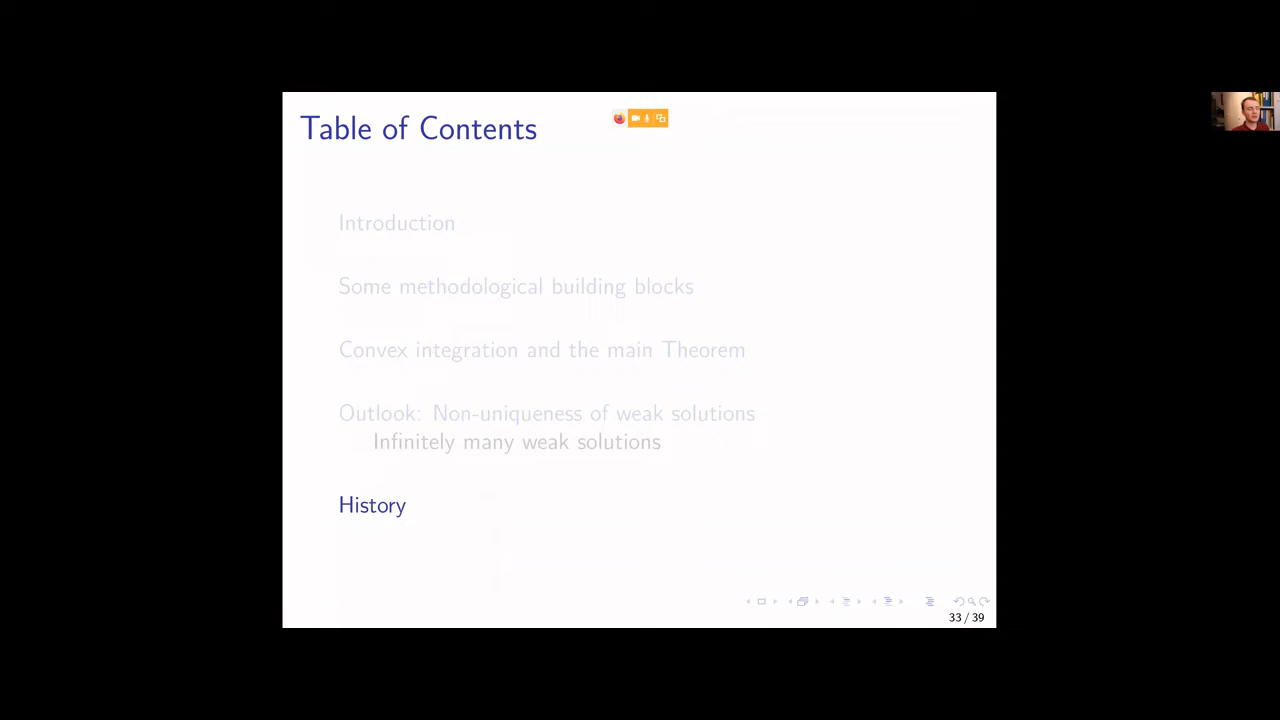 Table of Contents
Introduction
Some methodological building blocks
Convex integration and the main Theorem
Outlook: Non-uniqueness of weak solutions
Infinitely many weak solutions
History
33 / 39